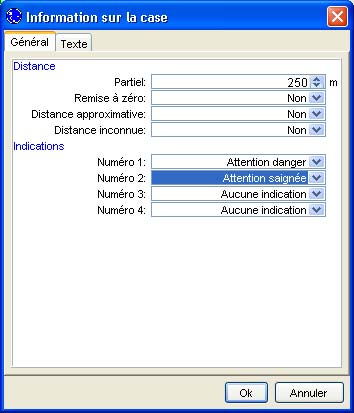 Information sur la case
Général Texte
Distance
Partiel: 250 m
Remise à zéro: Non
Distance approximative: Non
Distance inconnue: Non
Indications
Numéro 1: Attention danger
Numéro 2: Attention saignée
Numéro 3: Aucune indication
Numéro 4: Aucune indication
Ok Annuler